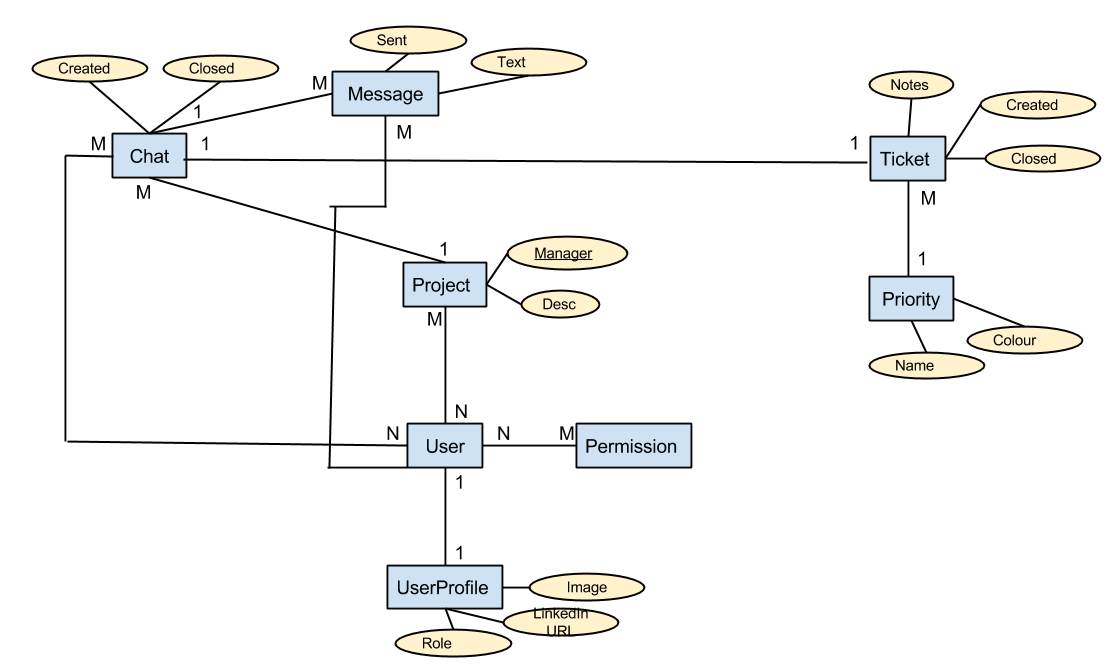 Sent
Text
Created
Closed
M
Message
Notes
Created
1
M
M
Chat
1
1
Ticket
Closed
M
M
1
Manager
1
Project
Desc
Priority
M
Colour
Name
N
N
User
N
M
Permission
1
1
UserProfile
Image
LinkedIn
URL
Role